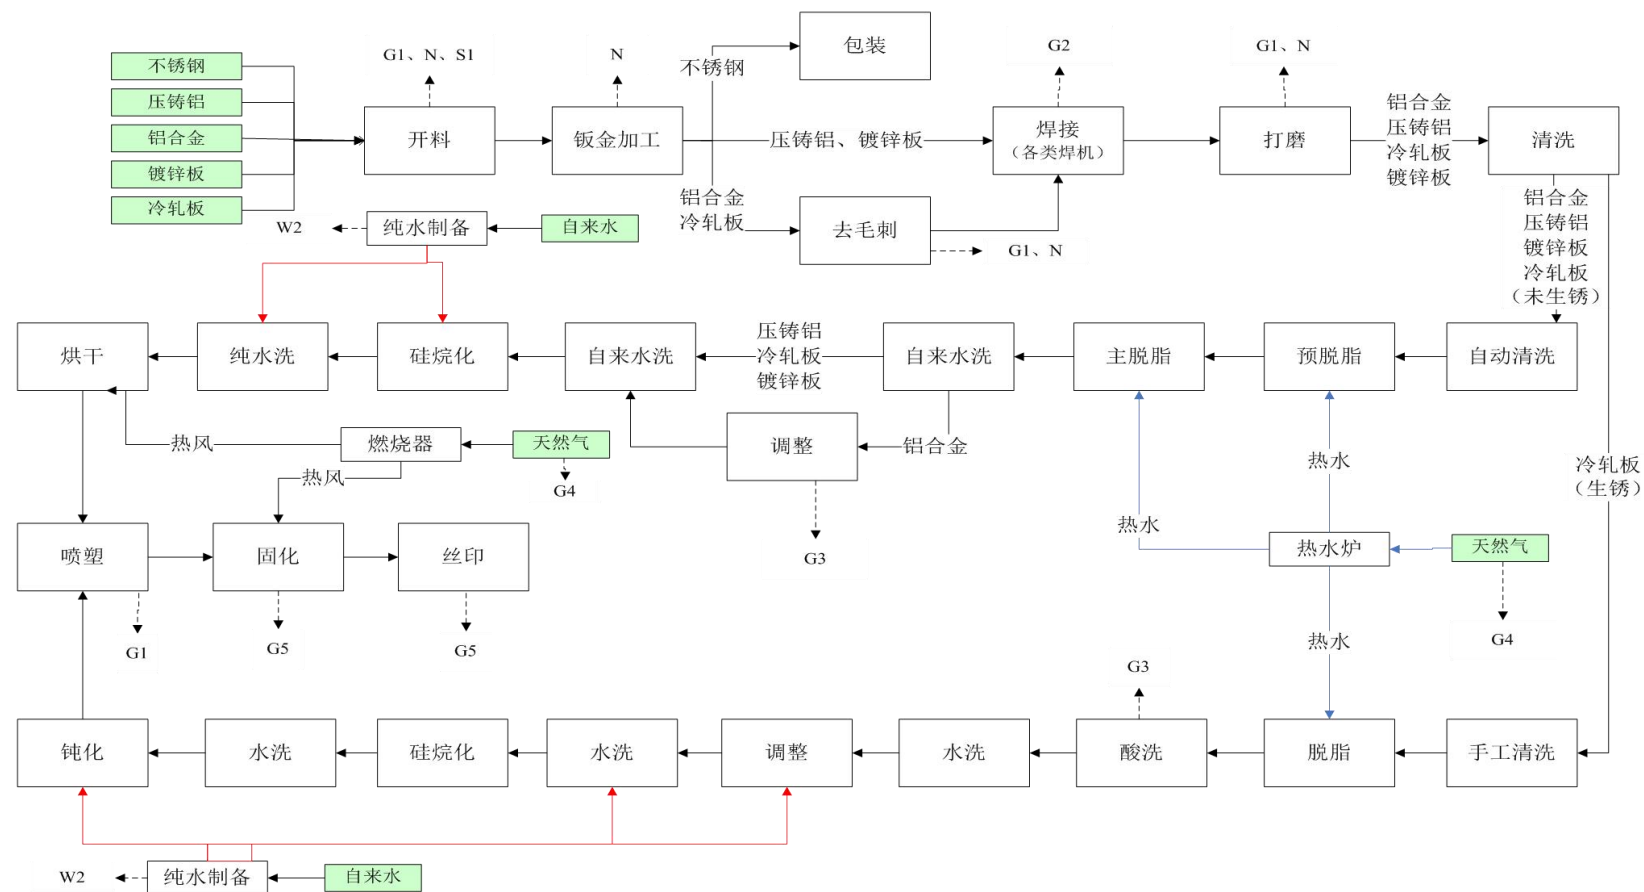 G1、N、S1
N
G2
G1、N
不锈钢
压铸铝
铝合金
镀锌板
冷轧板
开料
钣金加工
不锈钢
包装
压铸铝、镀锌板
铝合金
冷轧板
去毛刺
G1、N
焊接
（各类焊机）
打磨
铝合金
压铸铝
冷轧板
镀锌板
清洗
铝合金
压铸铝
镀锌板
冷轧板
（未生锈）
冷轧板
（生锈）
W2
纯水制备
自来水
烘干
纯水洗
硅烷化
自来水洗
压铸铝
冷轧板
镀锌板
自来水洗
主脱脂
预脱脂
自动清洗
调整
铝合金
G3
热风
燃烧器
天然气
热风
G4
热水
热水
热水炉
天然气
热水
G4
喷塑
固化
丝印
G1
G5
G5
G3
钝化
水洗
硅烷化
水洗
调整
水洗
酸洗
脱脂
手工清洗
W2
纯水制备
自来水